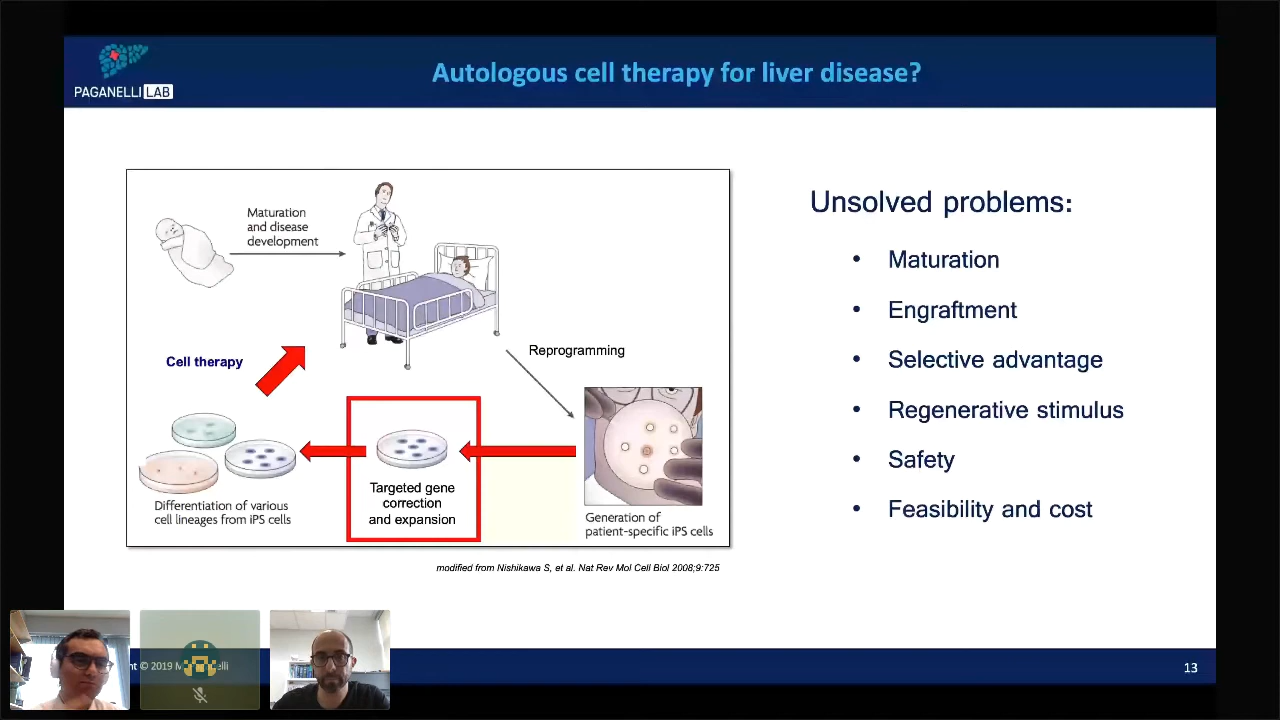 PAGANELLI LAB
Autologous cell therapy for liver disease?
Maturation
and disease
development
Reprogramming
Cell therapy
Targeted gene
correction
and expansion
Differentiation of various
cell lineages from iPS cells
Generation of
patient-specific iPS cells
modified from Nishikawa S, et al. Nat Rev Mol Cell Biol 2008;9:725
Unsolved problems:
• Maturation
• Engraftment
• Selective advantage
• Regenerative stimulus
• Safety
• Feasibility and cost
© 2019
13